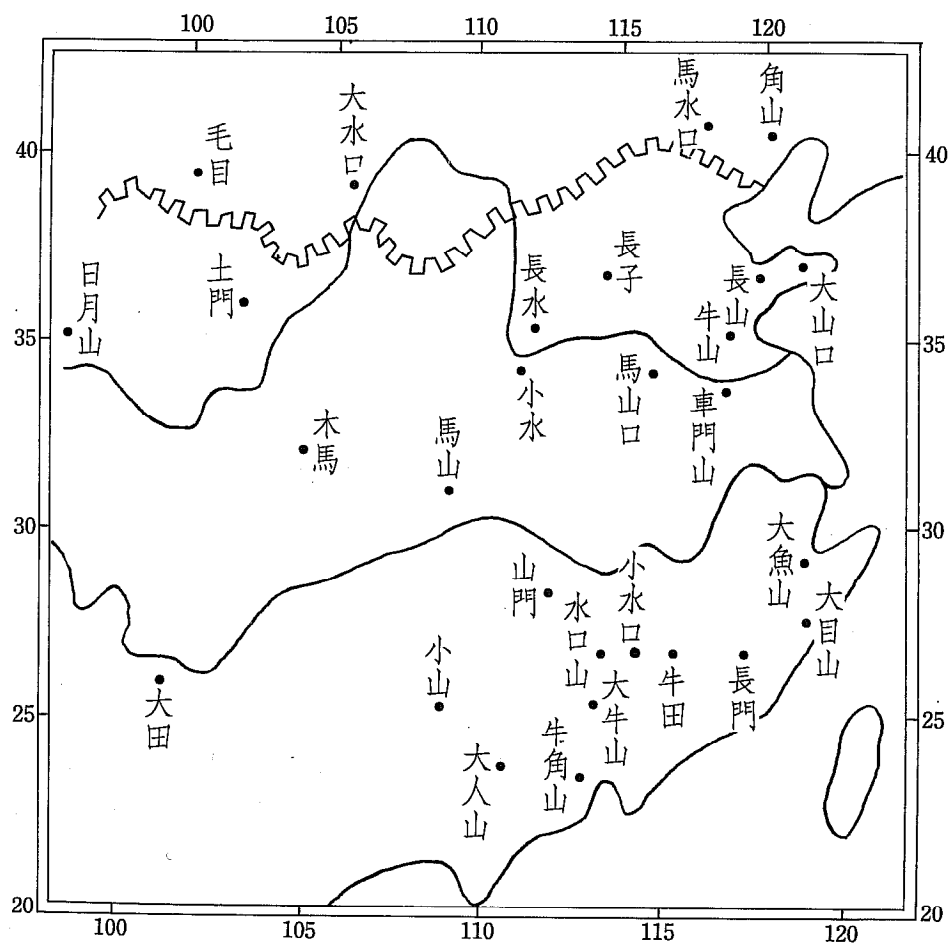 100 105 110 115 120
馬水口
角山
大水口
毛目
40
40
日月山
土門
長水
長子
長山
牛山
大山口
35
35
小水
馬山口
車門山
木馬
馬山
30
30
大魚山
山門
小水口
水口山
大目山
小山
大牛山
牛田
長門
大田
25
25
牛角山
大人山
20
20
100 105 110 115 120